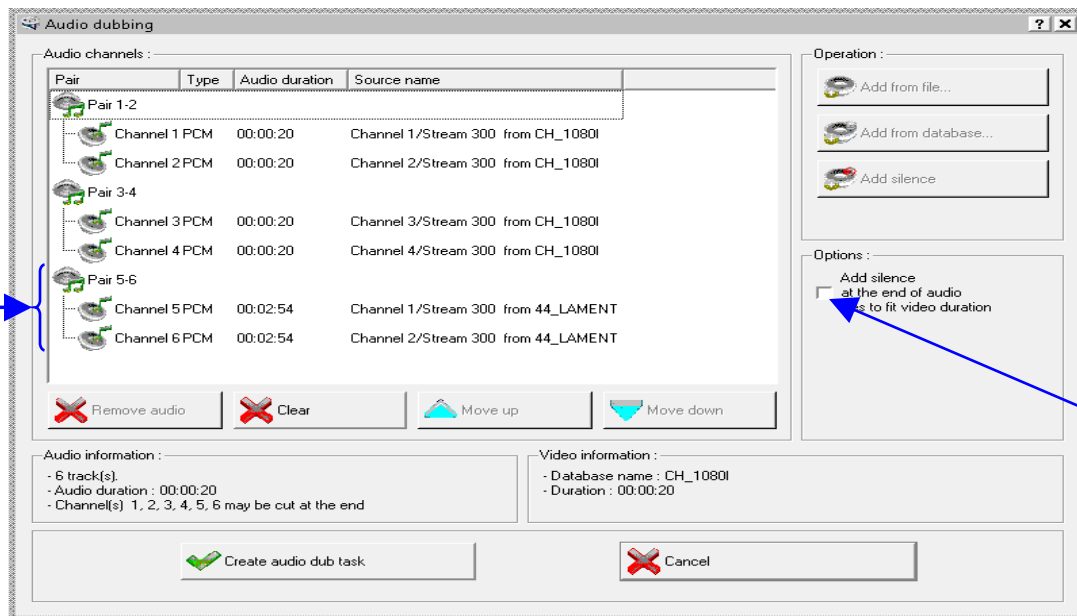 Audio dubbing
Audio channels :
Pair Type Audio duration Source name
Pair 1-2
Channel 1 PCM 00:00:20 Channel 1/Stream 300 from CH_1080I
Channel 2 PCM 00:00:20 Channel 2/Stream 300 from CH_1080I
Pair 3-4
Channel 3 PCM 00:00:20 Channel 3/Stream 300 from CH_1080I
Channel 4 PCM 00:00:20 Channel 4/Stream 300 from CH_1080I
Pair 5-6
Channel 5 PCM 00:02:54 Channel 1/Stream 300 from 44_LAMENT
Channel 6 PCM 00:02:54 Channel 2/Stream 300 from 44_LAMENT
Remove audio Clear Move up Move down
Operation :
Add from file...
Add from database...
Add silence
Options :
Add silence
at the end of audio
to fit video duration
Audio information :
- 6 track(s).
- Audio duration : 00:00:20
- Channel(s) 1, 2, 3, 4, 5, 6 may be cut at the end
Video information :
- Database name : CH_1080I
- Duration : 00:00:20
Create audio dub task Cancel